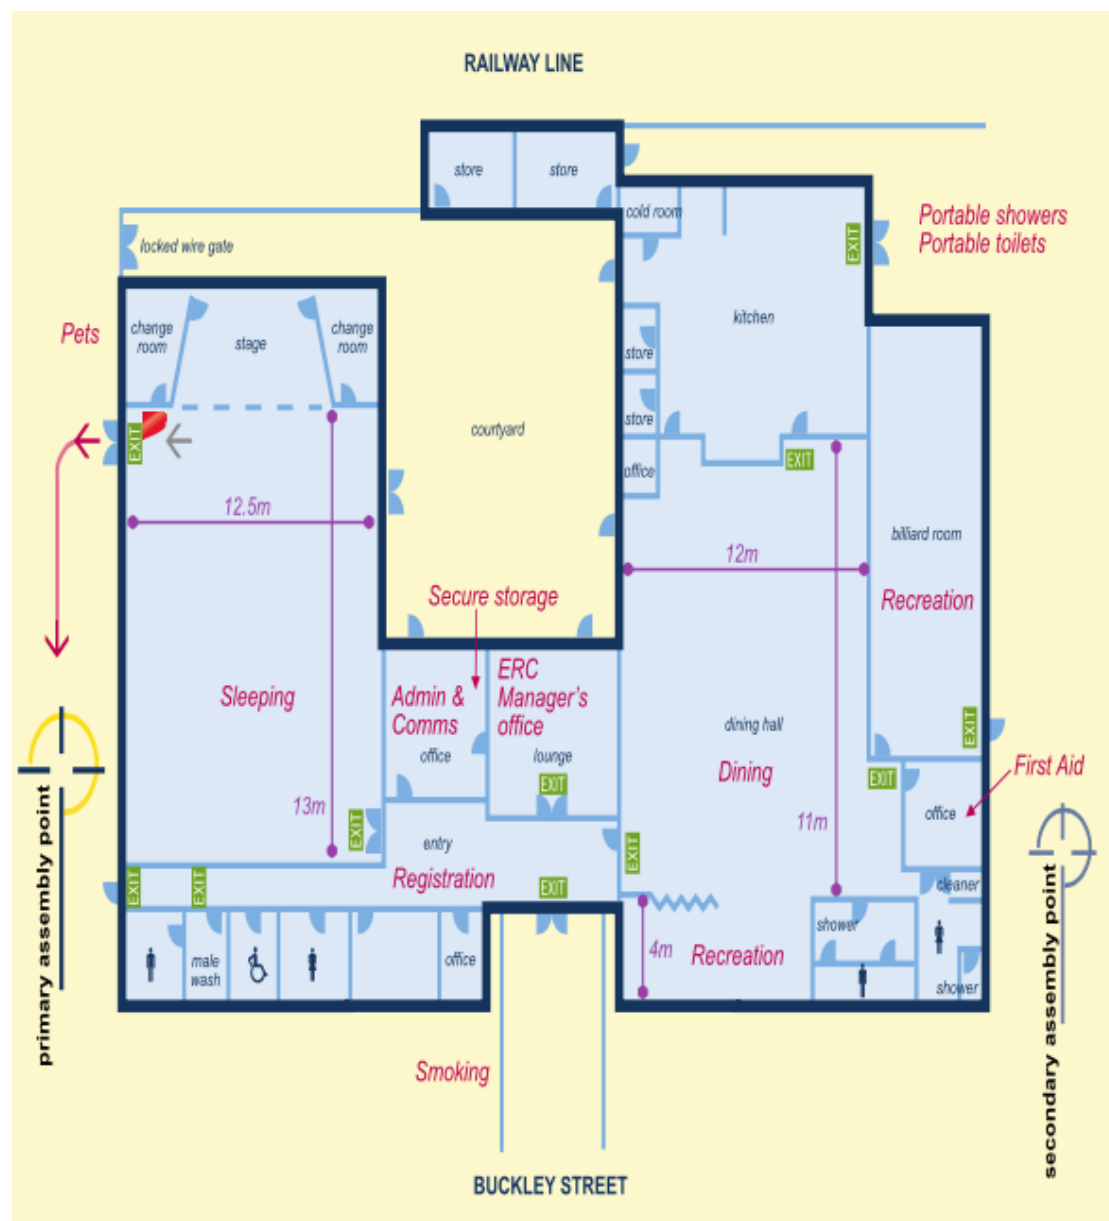 RAILWAY LINE
store
store
cold room
EXIT
Portable showers
Portable toilets
locked wire gate
kitchen
Pets
change
room
stage
change
room
store
store
EXIT
courtyard
office
EXIT
12.5m
billiard room
12m
Secure storage
Recreation
ERC
Manager's
office
Admin &
Comms
Sleeping
dining hall
EXIT
office
lounge
Dining
EXIT
EXIT
First Aid
13m
EXIT
11m
office
entry
EXIT
Registration
EXIT
EXIT
EXIT
cleaner
shower
4m
Recreation
male
wash
office
shower
primary assembly point
secondary assembly point
Smoking
BUCKLEY STREET